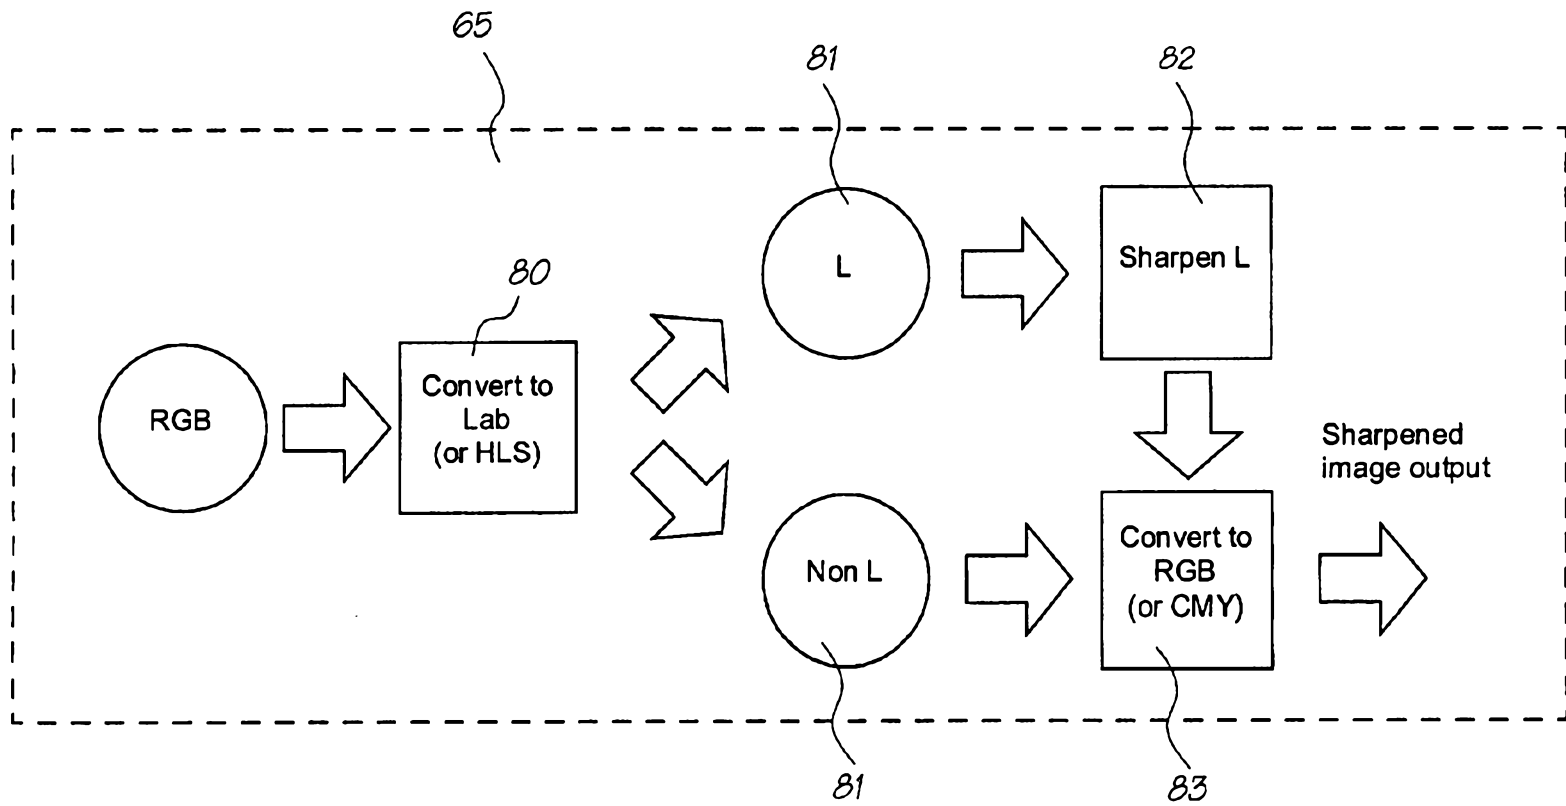 65
81
82
L
Sharpen L
80
RGB
Convert to
Lab
(or HLS)
Sharpened
image output
Non L
Convert to
RGB
(or CMY)
81
83